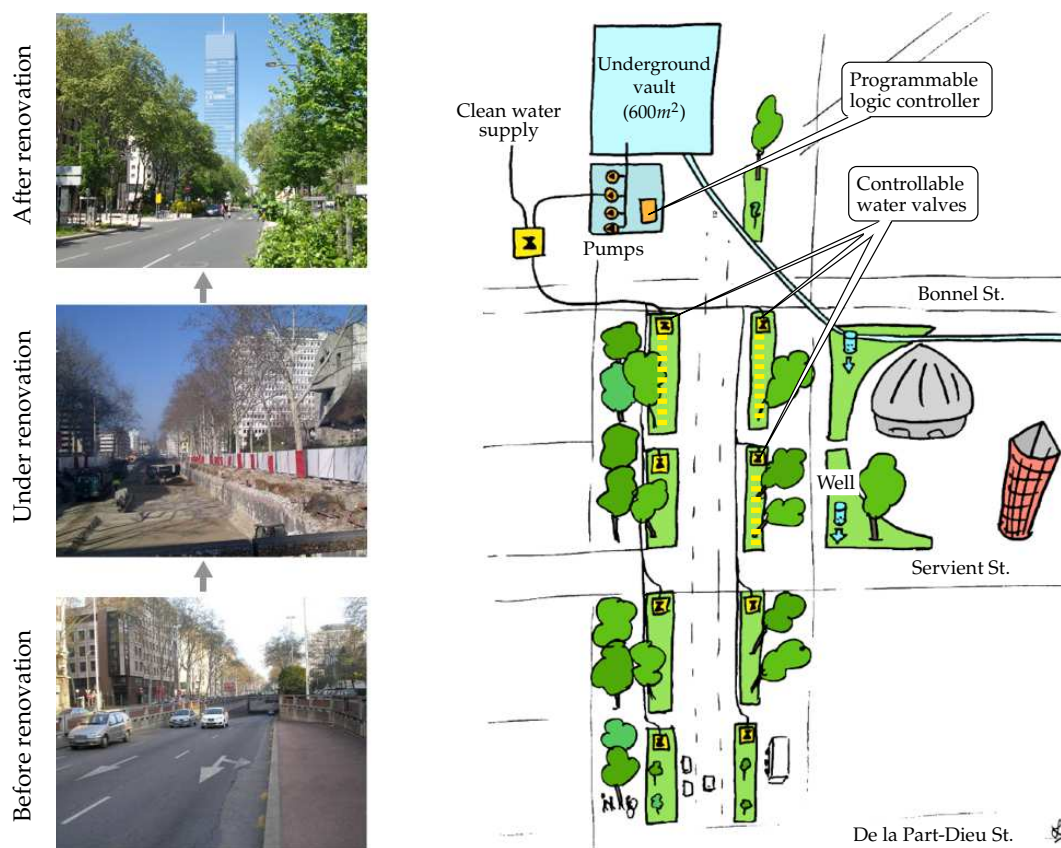 After renovation
Under renovation
Before renovation
Clean water
supply
Underground
vault
(600m²)
Programmable
logic controller
Controllable
water valves
Pumps
Bonnel St.
Well
Servient St.
De la Part-Dieu St.